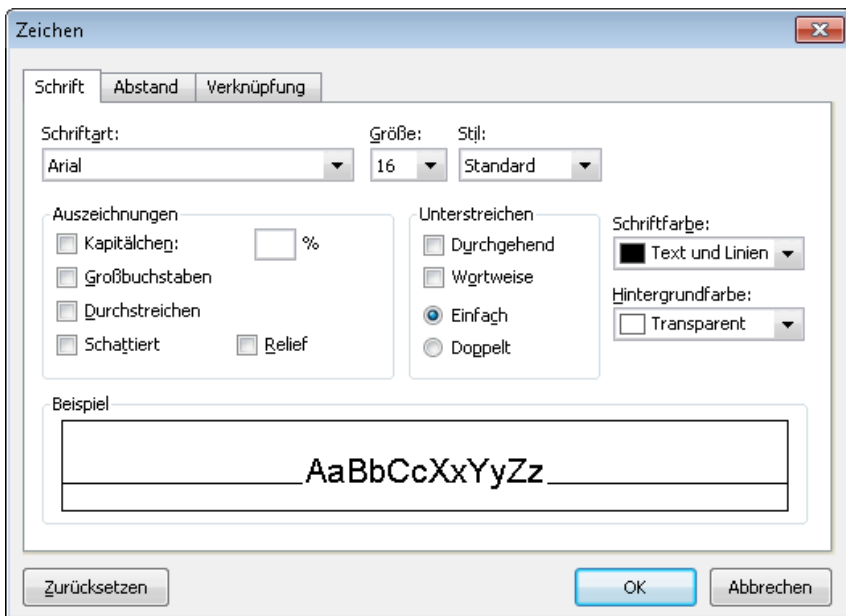 Zeichen
Schrift Abstand Verknüpfung
Schriftart: Größe: Stil:
Arial 16 Standard
Auszeichnungen Unterstreichen Schriftfarbe:
Kapitälchen: % Durchgehend Text und Linien
Großbuchstaben Wortweise Hintergrundfarbe:
Durchstreichen Einfach Transparent
Schattiert Relief Doppelt
Beispiel
AaBbCcXxYyZz
Zurücksetzen OK Abbrechen